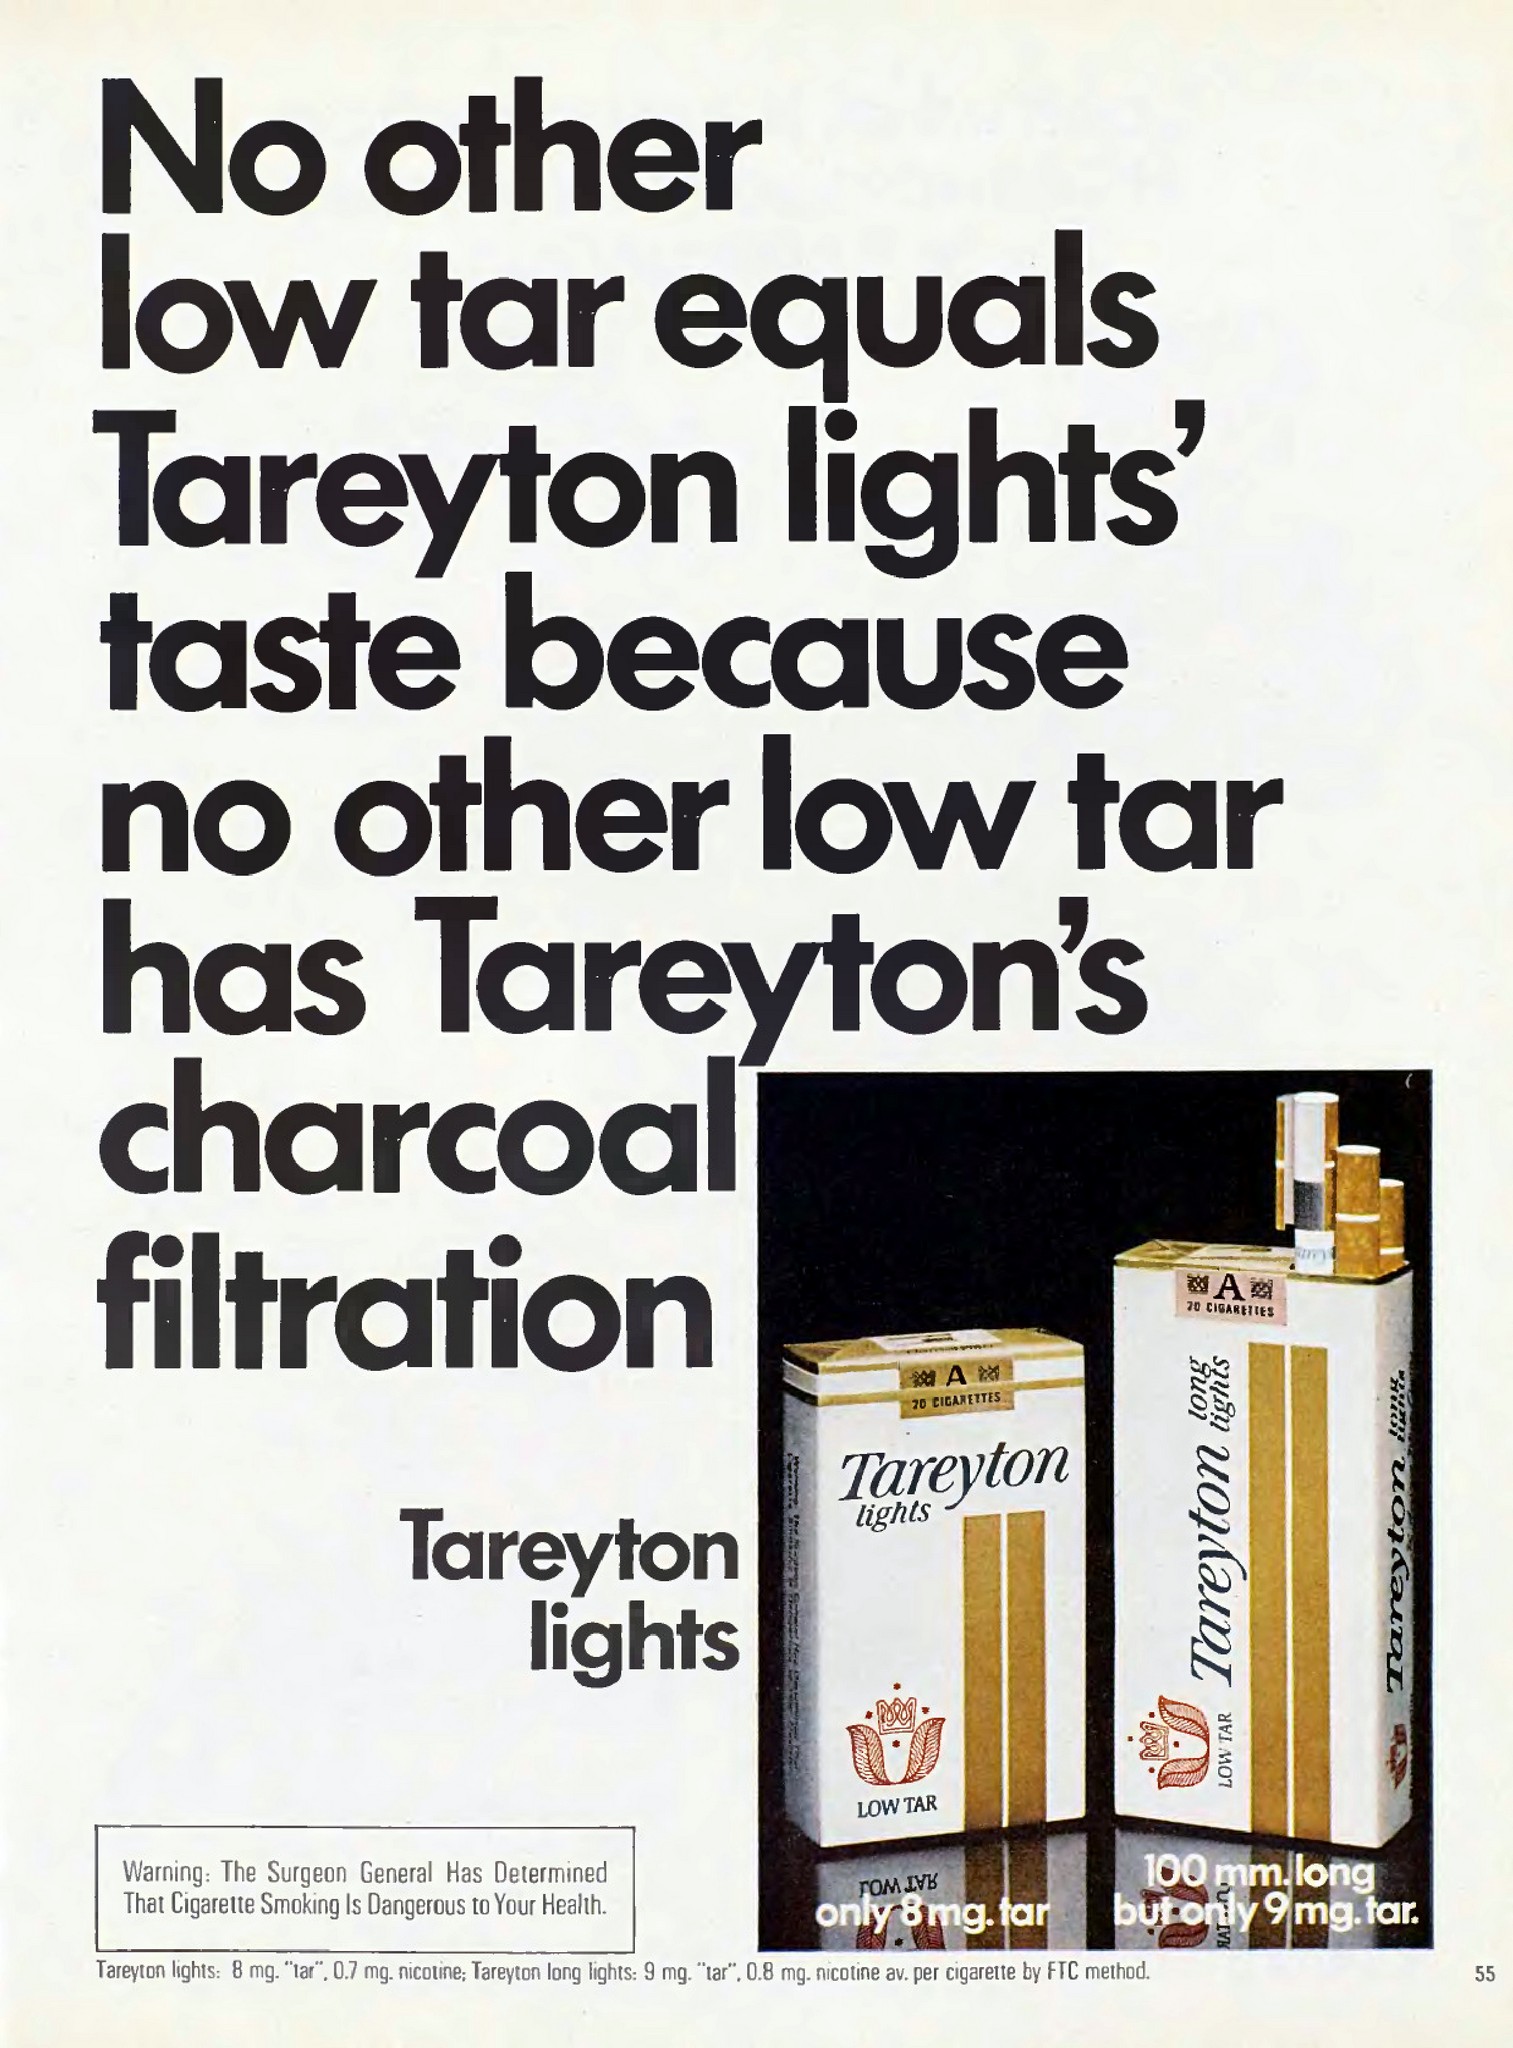 No other
low tar equals
Tareyton lights'
taste because
no other low tar
has Tareyton's
charcoal
filtration
Tareyton
lights
A
20 CIGARETTES
Tareyton
lights
LOW TAR
only 8 mg. tar
A
20 CIGARETTES
Tareyton long
lights
LOW TAR
Tareyton long
lights
100 mm. long
but only 9 mg. tar.
Warning: The Surgeon General Has Determined
That Cigarette Smoking Is Dangerous to Your Health.
Tareyton lights: 8 mg. "tar", 0.7 mg. nicotine; Tareyton long lights: 9 mg. "tar", 0.8 mg. nicotine av. per cigarette by FTC method.
55